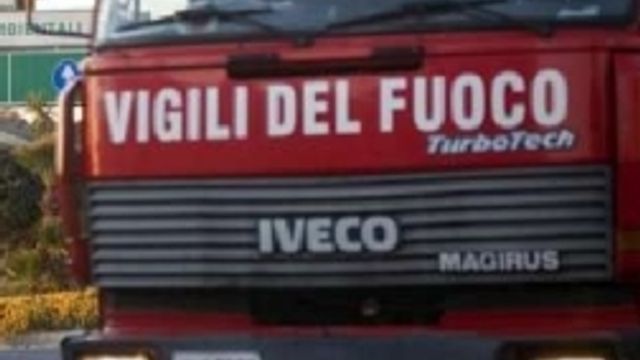 VIGILI DEL FUOCO
TurboTech
IVECO
MAGIRUS